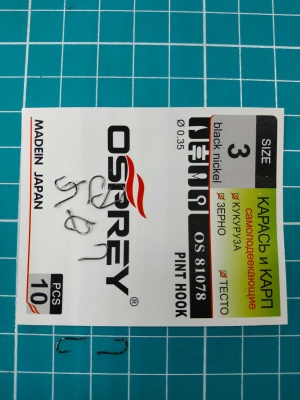 SIZE
3
black nickel
Ø 0.35
КАРАСЬ и КАРП
самоподсекающие
КУКУРУЗА
ЗЕРНО
ТЕСТО
OS 81078
PINT HOOK
OSPREY®
MADEIN JAPAN
10
PCS